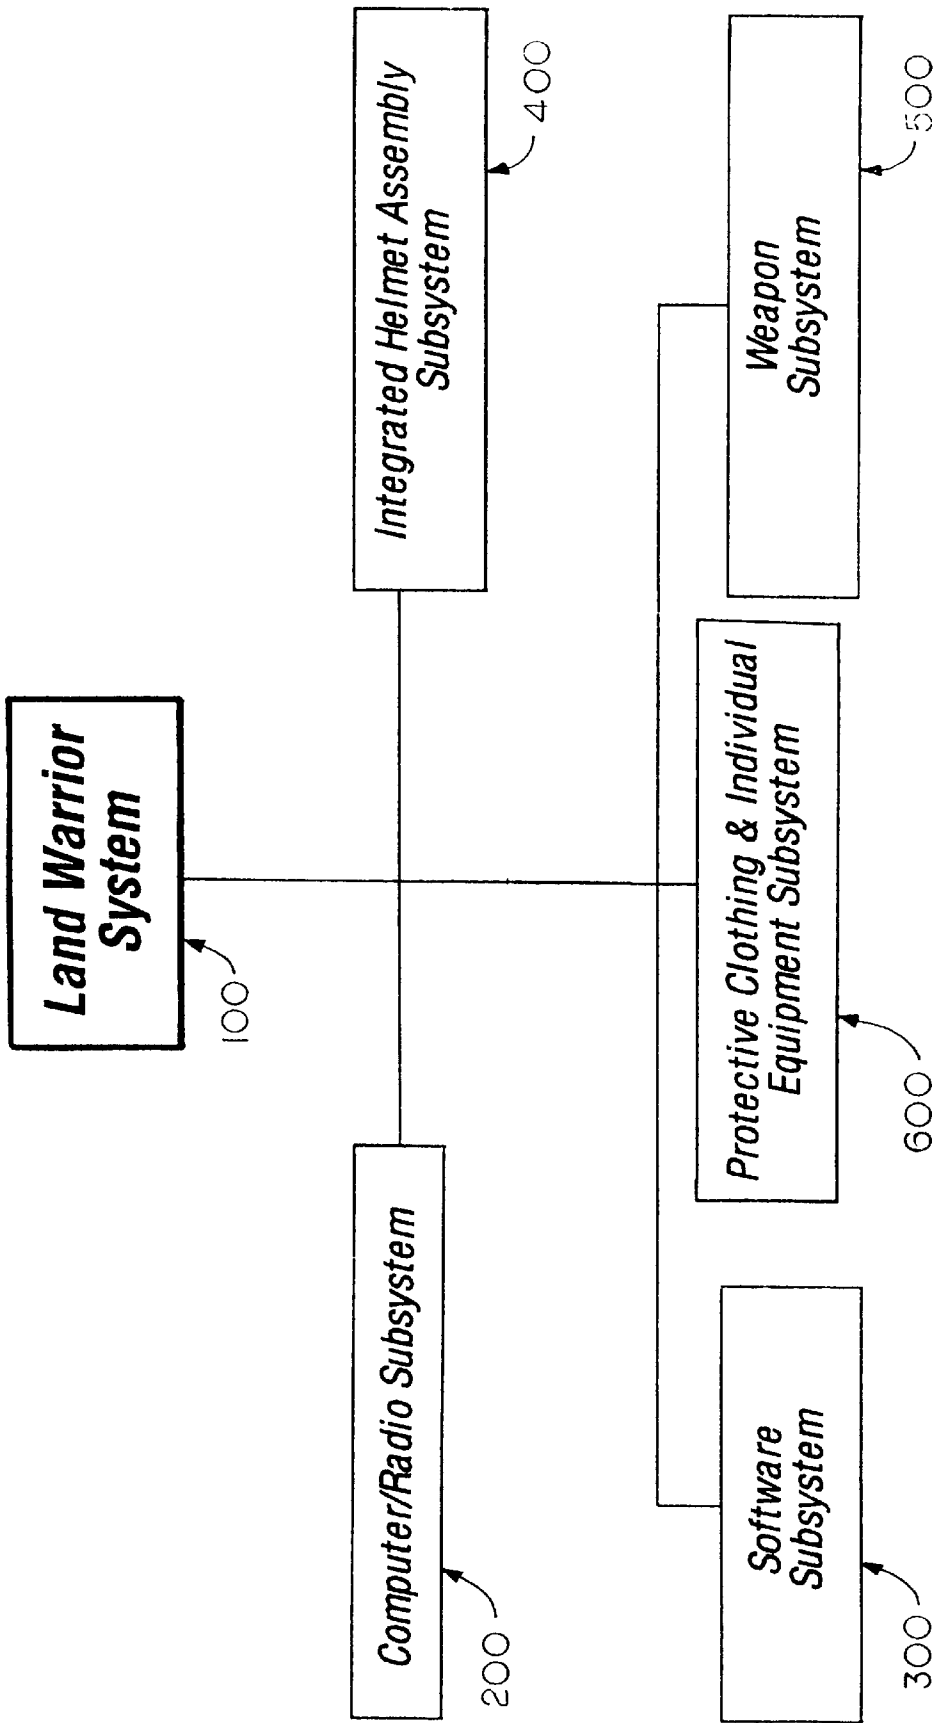 Land Warrior
System
100
Computer/Radio Subsystem
200
Integrated Helmet Assembly
Subsystem
400
Software
Subsystem
300
Protective Clothing & Individual
Equipment Subsystem
600
Weapon
Subsystem
500